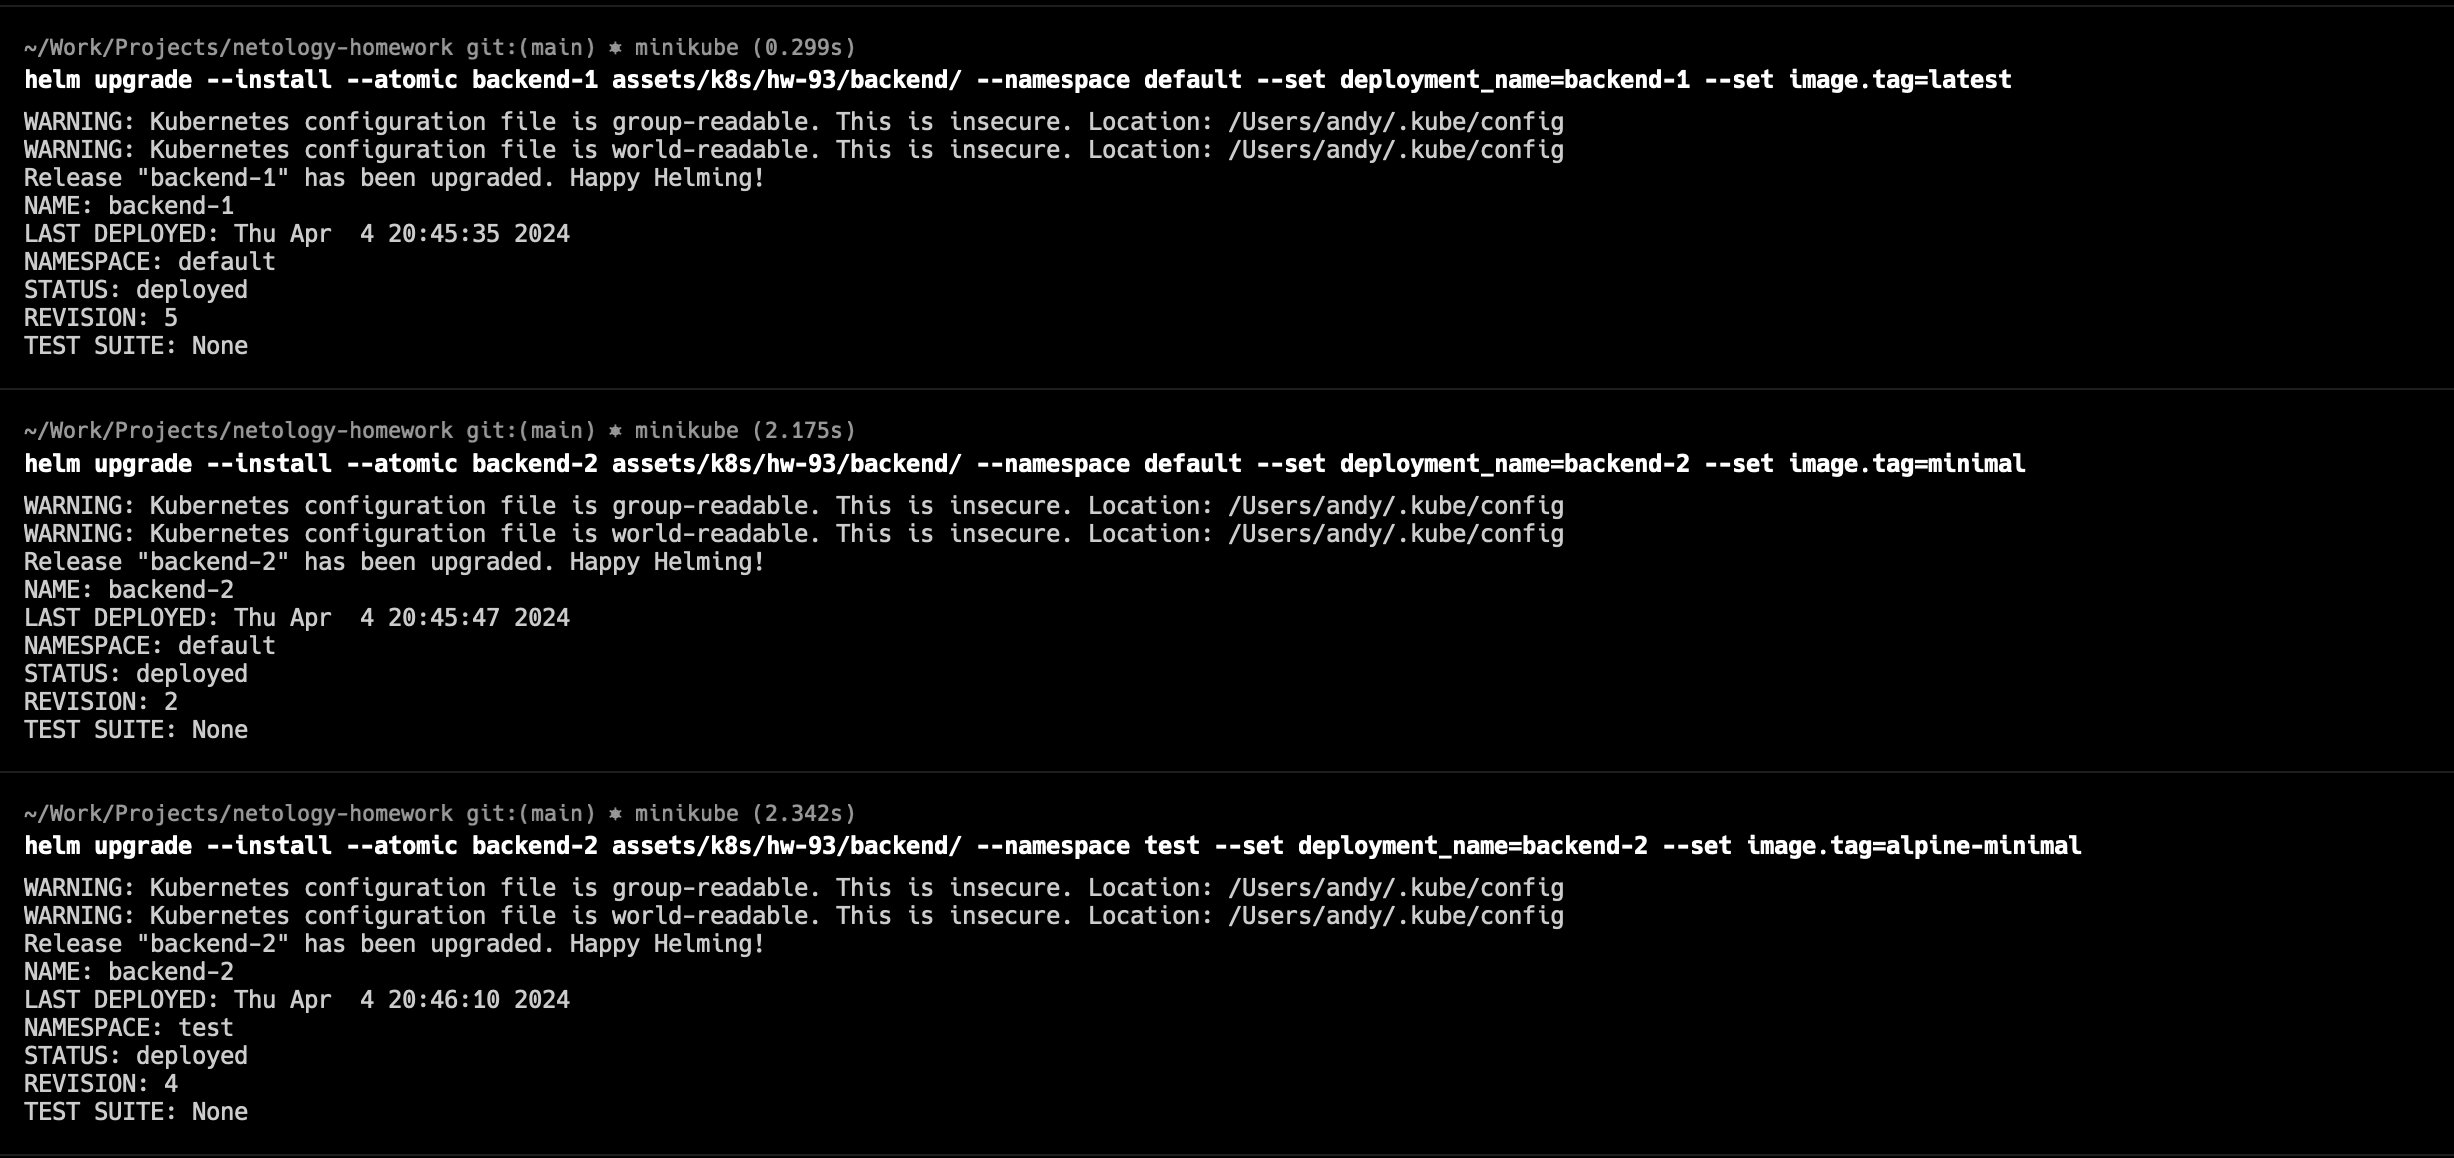 ~/Work/Projects/netology-homework git:(main) ✶ minikube (0.299s)
helm upgrade --install --atomic backend-1 assets/k8s/hw-93/backend/ --namespace default --set deployment_name=backend-1 --set image.tag=latest
WARNING: Kubernetes configuration file is group-readable. This is insecure. Location: /Users/andy/.kube/config
WARNING: Kubernetes configuration file is world-readable. This is insecure. Location: /Users/andy/.kube/config
Release "backend-1" has been upgraded. Happy Helming!
NAME: backend-1
LAST DEPLOYED: Thu Apr  4 20:45:35 2024
NAMESPACE: default
STATUS: deployed
REVISION: 5
TEST SUITE: None
~/Work/Projects/netology-homework git:(main) ✶ minikube (2.175s)
helm upgrade --install --atomic backend-2 assets/k8s/hw-93/backend/ --namespace default --set deployment_name=backend-2 --set image.tag=minimal
WARNING: Kubernetes configuration file is group-readable. This is insecure. Location: /Users/andy/.kube/config
WARNING: Kubernetes configuration file is world-readable. This is insecure. Location: /Users/andy/.kube/config
Release "backend-2" has been upgraded. Happy Helming!
NAME: backend-2
LAST DEPLOYED: Thu Apr  4 20:45:47 2024
NAMESPACE: default
STATUS: deployed
REVISION: 2
TEST SUITE: None
~/Work/Projects/netology-homework git:(main) ✶ minikube (2.342s)
helm upgrade --install --atomic backend-2 assets/k8s/hw-93/backend/ --namespace test --set deployment_name=backend-2 --set image.tag=alpine-minimal
WARNING: Kubernetes configuration file is group-readable. This is insecure. Location: /Users/andy/.kube/config
WARNING: Kubernetes configuration file is world-readable. This is insecure. Location: /Users/andy/.kube/config
Release "backend-2" has been upgraded. Happy Helming!
NAME: backend-2
LAST DEPLOYED: Thu Apr  4 20:46:10 2024
NAMESPACE: test
STATUS: deployed
REVISION: 4
TEST SUITE: None